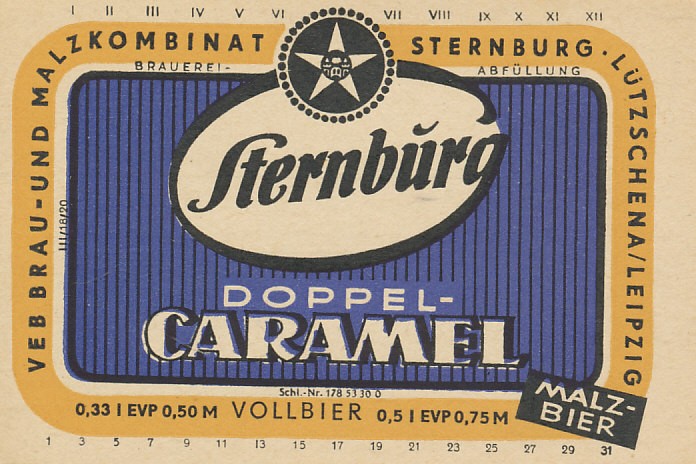 I II III IV V VI VII VIII IX X XI XII
VEB BRAU-UND MALZKOMBINAT STERNBURG · LÜTZSCHENA/LEIPZIG
BRAUEREI-ABFÜLLUNG
Sternbŭrg
III/18/20
DOPPEL-
CARAMEL
Schl.-Nr. 178 53 30 0
0,33 l EVP 0,50 M VOLLBIER 0,5 l EVP 0,75 M
MALZ-
BIER
1 3 5 7 9 11 13 15 17 19 21 23 25 27 29 31